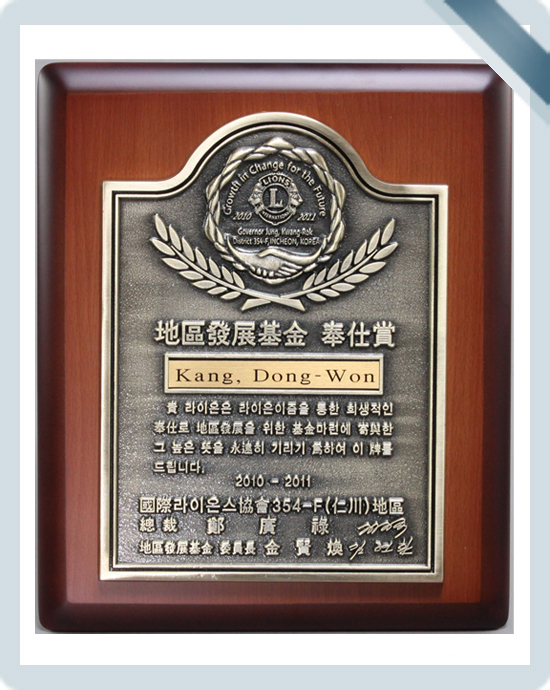 Growth in Change for the Future
LIONS
L
INTERNATIONAL
2010 2011
Governor Jung, Kwang-Rok
District 354-F, INCHEON, KOREA
地區發展基金 奉仕賞
Kang, Dong-Won
貴 라이온은 라이온이즘을 통한 희생적인
奉仕로 地區發展을 위한 基金마련에 寄與한
그 높은 뜻을 永遠히 기리기 爲하여 이 牌를
드립니다.
2010 - 2011
國際라이온스協會 354-F(仁川)地區
總裁 鄭廣祿
地區發展基金 委員長 金賢煥